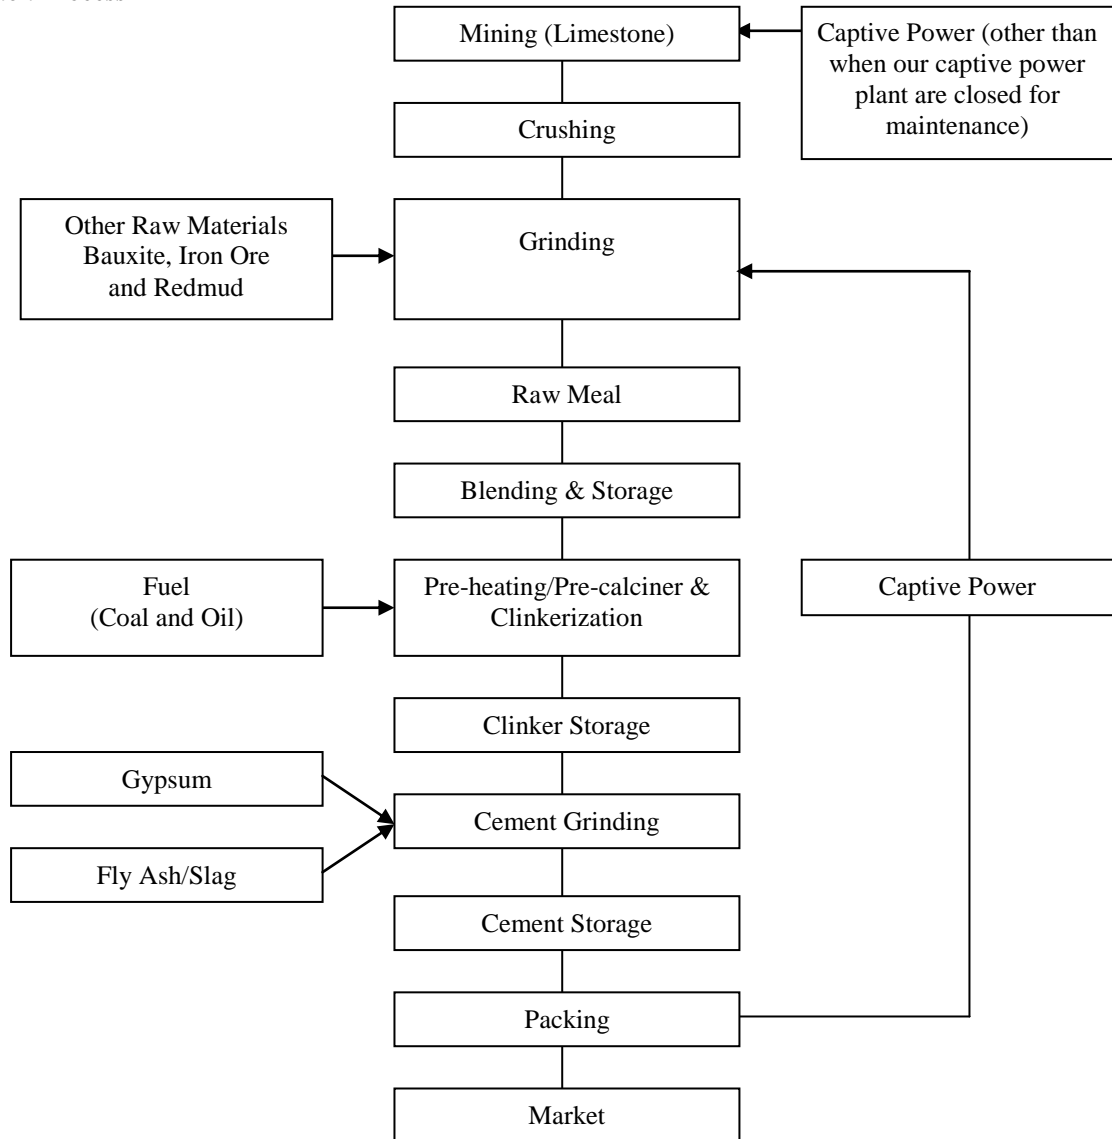 Mining (Limestone)
Captive Power (other than
when our captive power
plant are closed for
maintenance)
Crushing
Other Raw Materials
Bauxite, Iron Ore
and Redmud
Grinding
Raw Meal
Blending & Storage
Fuel
(Coal and Oil)
Pre-heating/Pre-calciner &
Clinkerization
Captive Power
Clinker Storage
Gypsum
Cement Grinding
Fly Ash/Slag
Cement Storage
Packing
Market